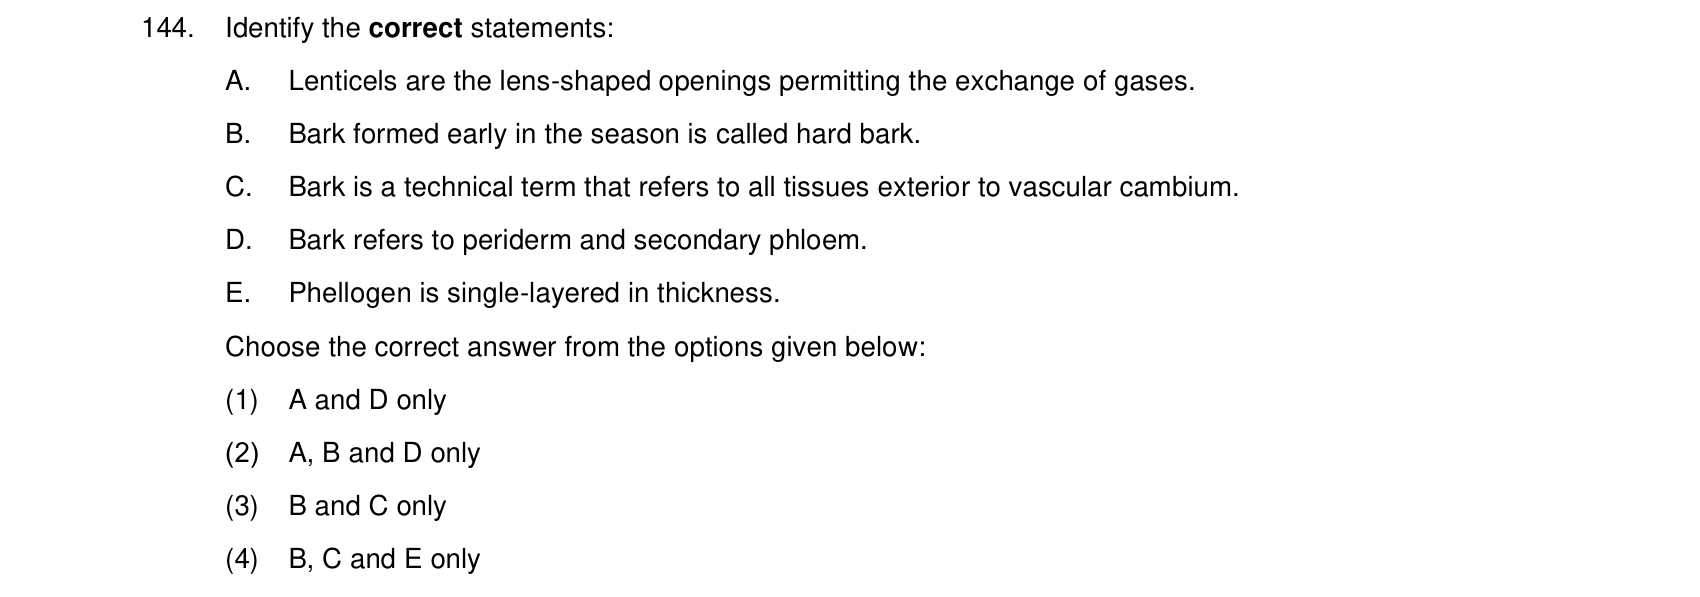 144. Identify the correct statements:
A. Lenticels are the lens-shaped openings permitting the exchange of gases.
B. Bark formed early in the season is called hard bark.
C. Bark is a technical term that refers to all tissues exterior to vascular cambium.
D. Bark refers to periderm and secondary phloem.
E. Phellogen is single-layered in thickness.
Choose the correct answer from the options given below:
(1) A and D only
(2) A, B and D only
(3) B and C only
(4) B, C and E only